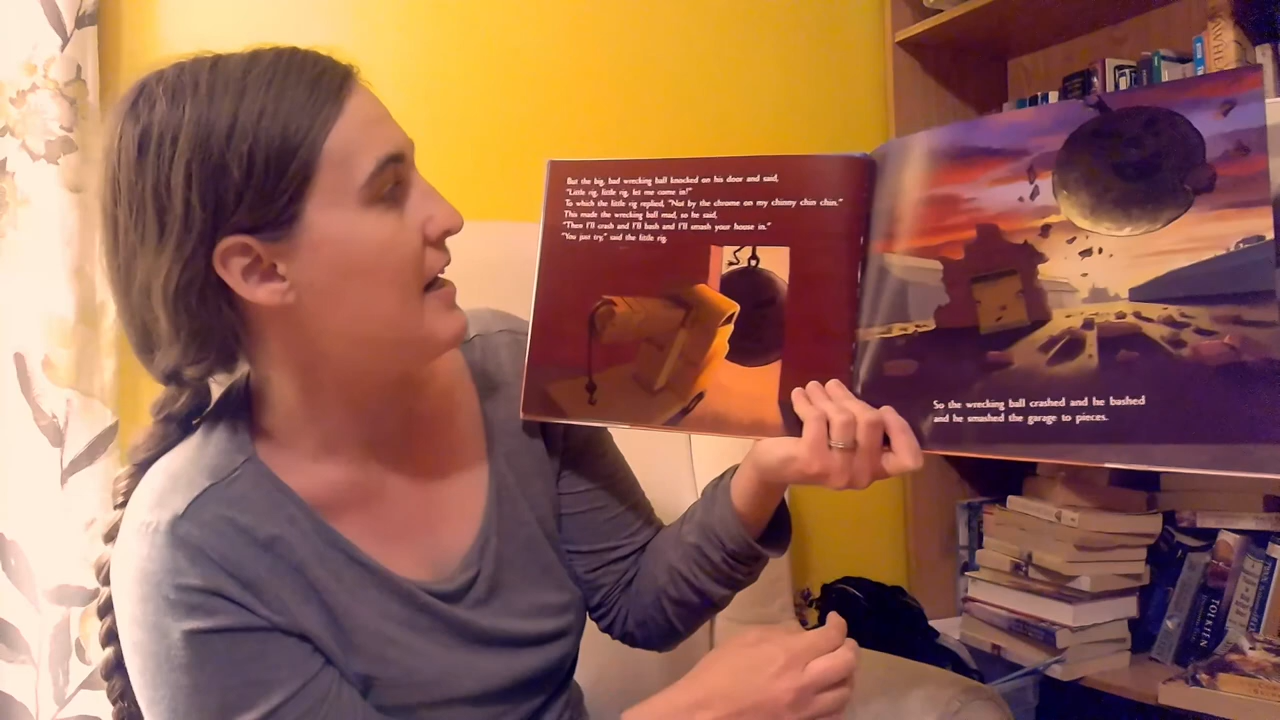 But the big, bad wrecking ball knocked on his door and said,
"Little rig, little rig, let me come in!"
To which the little rig replied, "Not by the chrome on my chinny chin chin."
This made the wrecking ball mad, so he said,
"Then I'll crash and I'll bash and I'll smash your house in."
"You just try," said the little rig.
So the wrecking ball crashed and he bashed
and he smashed the garage to pieces.
TOLKIEN